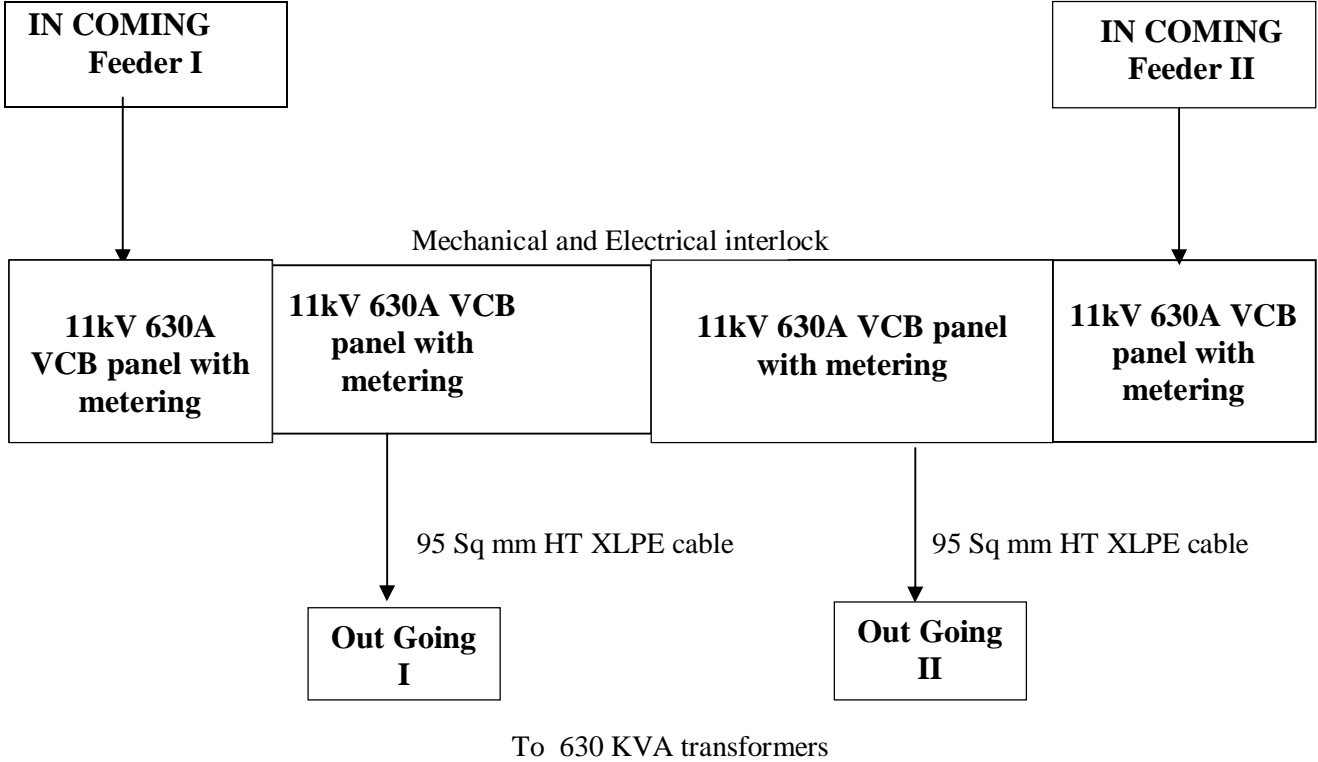 IN COMING
Feeder I
IN COMING
Feeder II
Mechanical and Electrical interlock
11kV 630A
VCB panel with
metering
11kV 630A VCB
panel with
metering
11kV 630A VCB panel
with metering
11kV 630A VCB
panel with
metering
95 Sq mm HT XLPE cable
95 Sq mm HT XLPE cable
Out Going
I
Out Going
II
To 630 KVA transformers